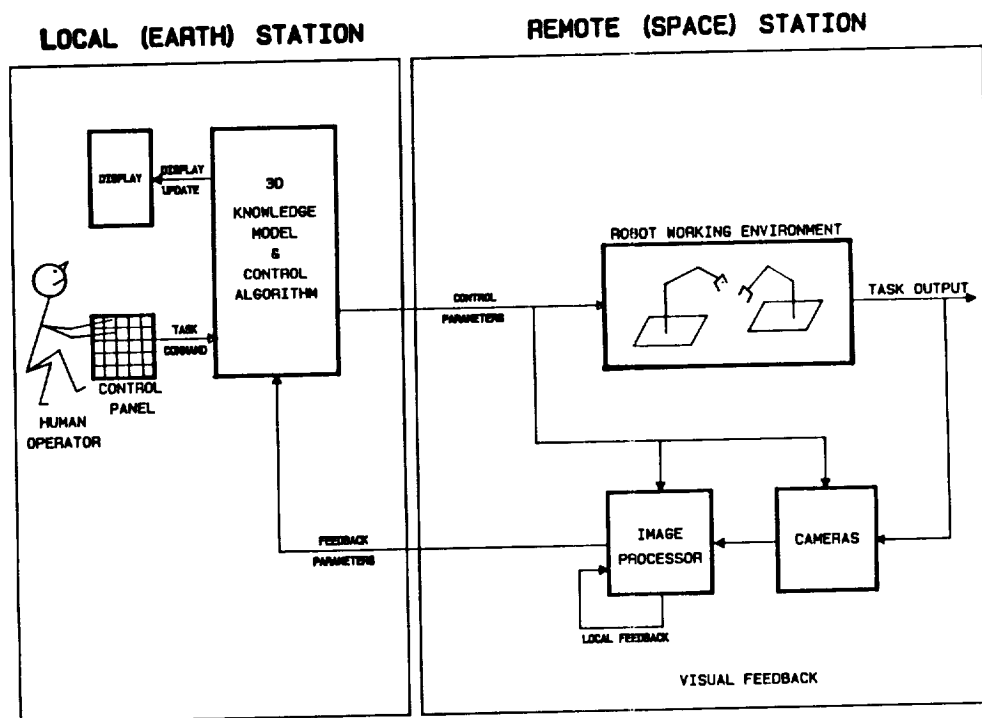 LOCAL (EARTH) STATION
REMOTE (SPACE) STATION
DISPLAY
DISPLAY
UPDATE
3D
KNOWLEDGE
MODEL
&
CONTROL
ALGORITHM
TASK
COMMAND
CONTROL
PANEL
HUMAN
OPERATOR
CONTROL
PARAMETERS
ROBOT WORKING ENVIRONMENT
TASK OUTPUT
FEEDBACK
PARAMETERS
IMAGE
PROCESSOR
CAMERAS
LOCAL FEEDBACK
VISUAL FEEDBACK